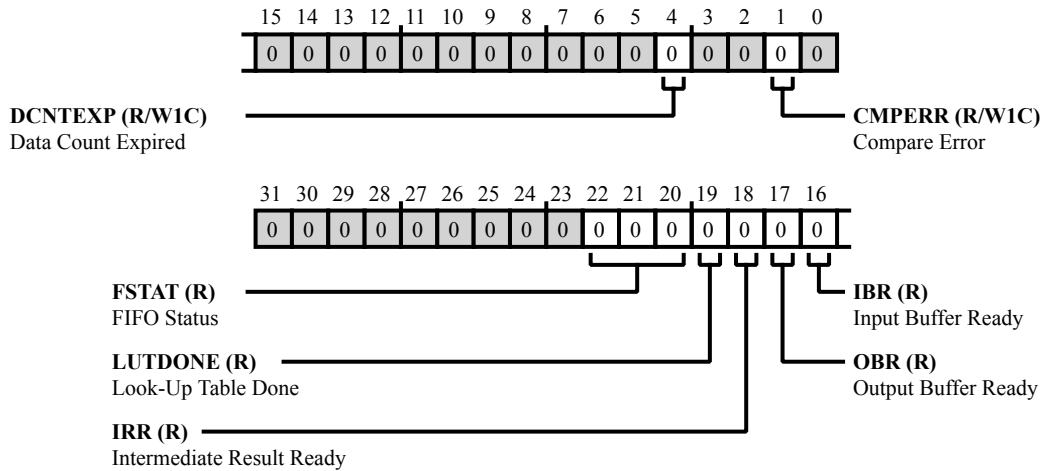 15 14 13 12 11 10 9 8 7 6 5 4 3 2 1 0
0 0 0 0 0 0 0 0 0 0 0 0 0 0 0 0
DCNTEXP (R/W1C)
Data Count Expired
CMPERR (R/W1C)
Compare Error
31 30 29 28 27 26 25 24 23 22 21 20 19 18 17 16
0 0 0 0 0 0 0 0 0 0 0 0 0 0 0 0
FSTAT (R)
FIFO Status
IBR (R)
Input Buffer Ready
LUTDONE (R)
Look-Up Table Done
OBR (R)
Output Buffer Ready
IRR (R)
Intermediate Result Ready